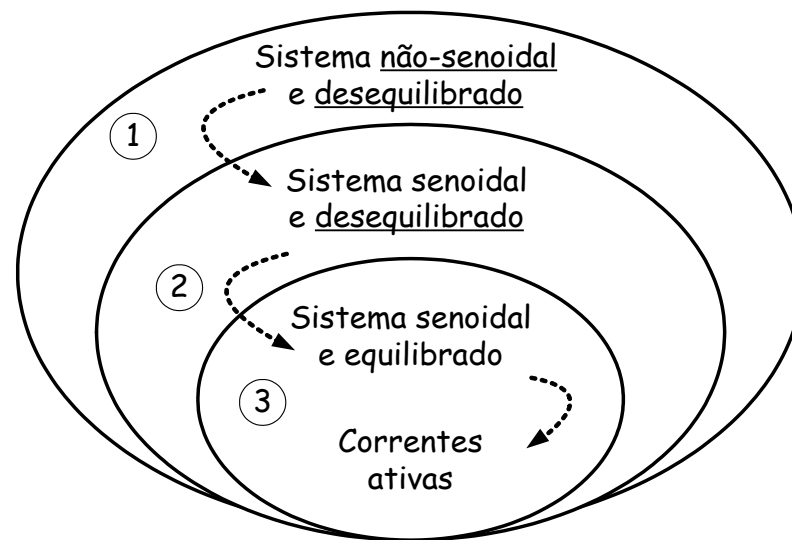 Sistema não-senoidal
e desequilibrado
1
Sistema senoidal
e desequilibrado
2
Sistema senoidal
e equilibrado
3
Correntes
ativas